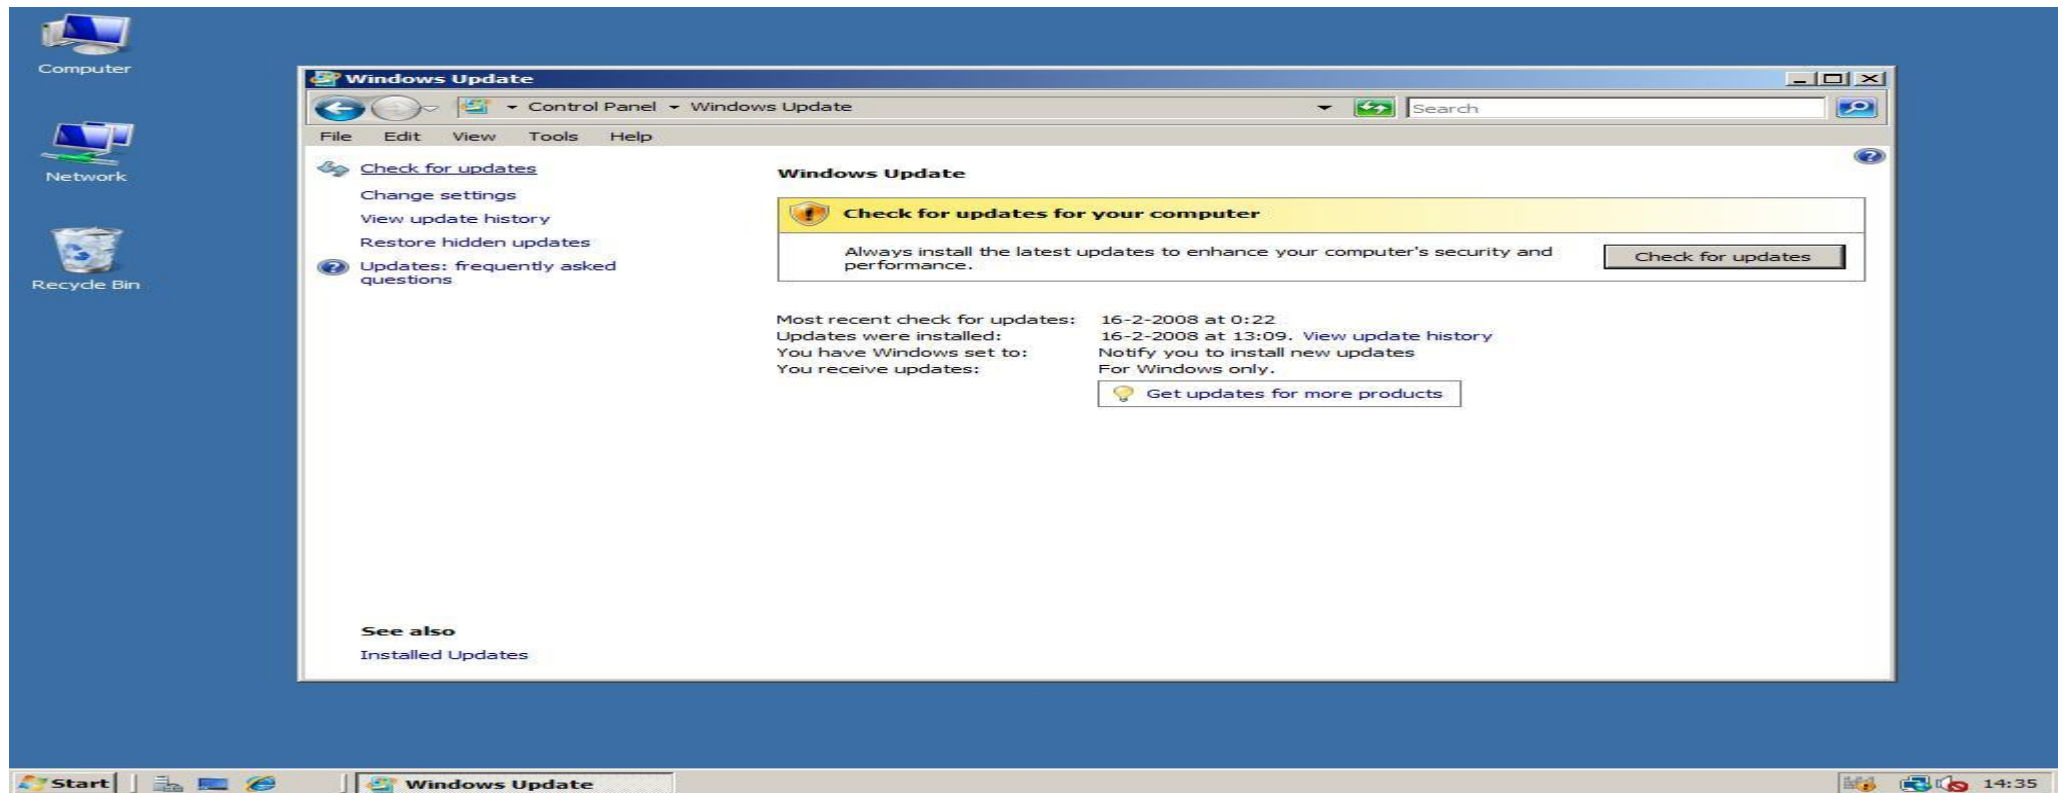 Computer
Network
Recycle Bin
Windows Update
Control Panel Windows Update
Search
File Edit View Tools Help
Check for updates
Change settings
View update history
Restore hidden updates
Updates: frequently asked
questions
See also
Installed Updates
Windows Update
Check for updates for your computer
Always install the latest updates to enhance your computer's security and
performance.
Check for updates
Most recent check for updates: 16-2-2008 at 0:22
Updates were installed: 16-2-2008 at 13:09. View update history
You have Windows set to: Notify you to install new updates
You receive updates: For Windows only.
Get updates for more products
Start Windows Update 14:35